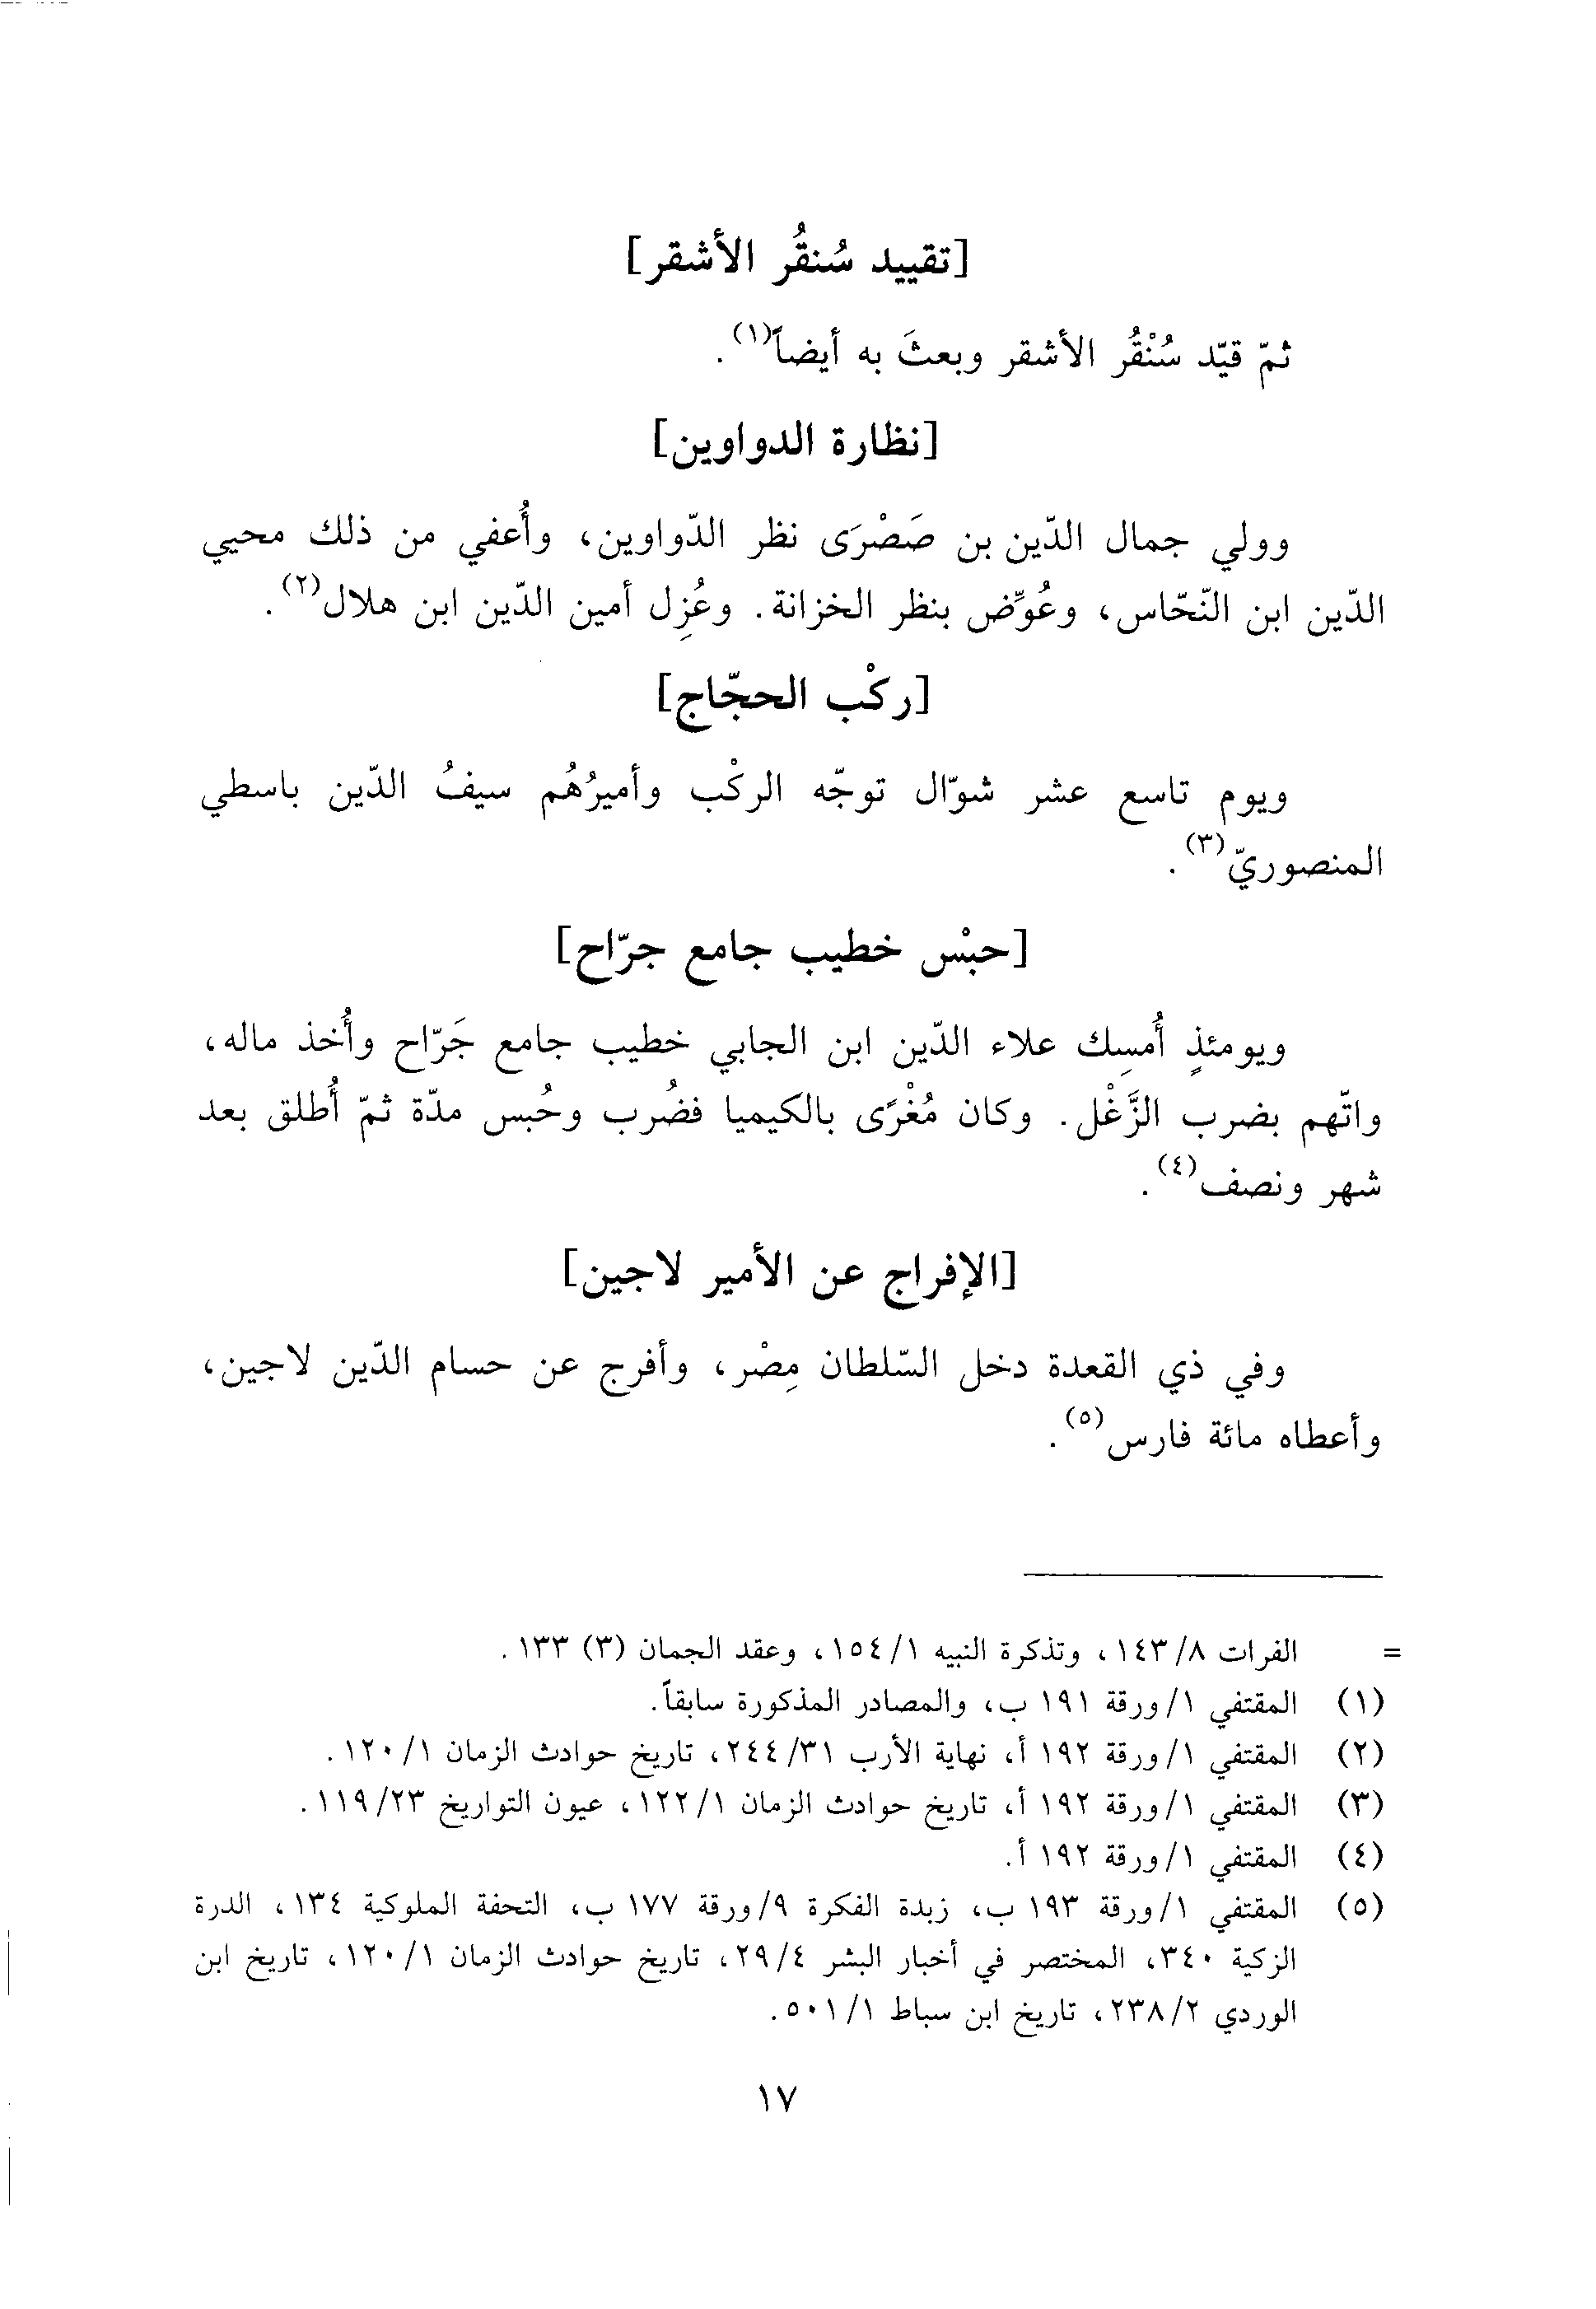 [تقييد سُنقُر الأشقر]
ثمّ قيّد سُنْقُر الأشقر وبعثَ به أيضاً(١).
[نظارة الدواوين]
وولي جمال الدّين بن صَصْرَى نظر الدّواوين، وأُعفي من ذلك محيي
الدّين ابن النّحّاس، وعُوّض بنظر الخزانة. وعُزِل أمين الدّين ابن هلال(٢).
[ركْب الحجّاج]
ويوم تاسع عشر شوّال توجّه الركْب وأميرُهُم سيفُ الدّين باسطي
المنصوريّ(٣).
[حبْس خطيب جامع جرّاح]
ويومئذٍ أُمسِك علاء الدّين ابن الجابي خطيب جامع جَرّاح وأُخذ ماله،
واتّهم بضرب الزَّغْل. وكان مُغْرًى بالكيميا فضُرب وحُبس مدّة ثمّ أُطلق بعد
شهر ونصف(٤).
[الإفراج عن الأمير لاجين]
وفي ذي القعدة دخل السّلطان مِصْر، وأفرج عن حسام الدّين لاجين،
وأعطاه مائة فارس(٥).
= الفرات ٨/ ١٤٣، وتذكرة النبيه ١/ ١٥٤، وعقد الجمان (٣) ١٣٣.
(١) المقتفي ١/ ورقة ١٩١ ب، والمصادر المذكورة سابقاً.
(٢) المقتفي ١/ ورقة ١٩٢ أ، نهاية الأرب ٣١/ ٢٤٤، تاريخ حوادث الزمان ١/ ١٢٠.
(٣) المقتفي ١/ ورقة ١٩٢ أ، تاريخ حوادث الزمان ١/ ١٢٢، عيون التواريخ ٢٣/ ١١٩.
(٤) المقتفي ١/ ورقة ١٩٢ أ.
(٥) المقتفي ١/ ورقة ١٩٣ ب، زبدة الفكرة ٩/ ورقة ١٧٧ ب، التحفة الملوكية ١٣٤، الدرة
الزكية ٣٤٠، المختصر في أخبار البشر ٤/ ٢٩، تاريخ حوادث الزمان ١/ ١٢٠، تاريخ ابن
الوردي ٢/ ٢٣٨، تاريخ ابن سباط ١/ ٥٠١.
١٧